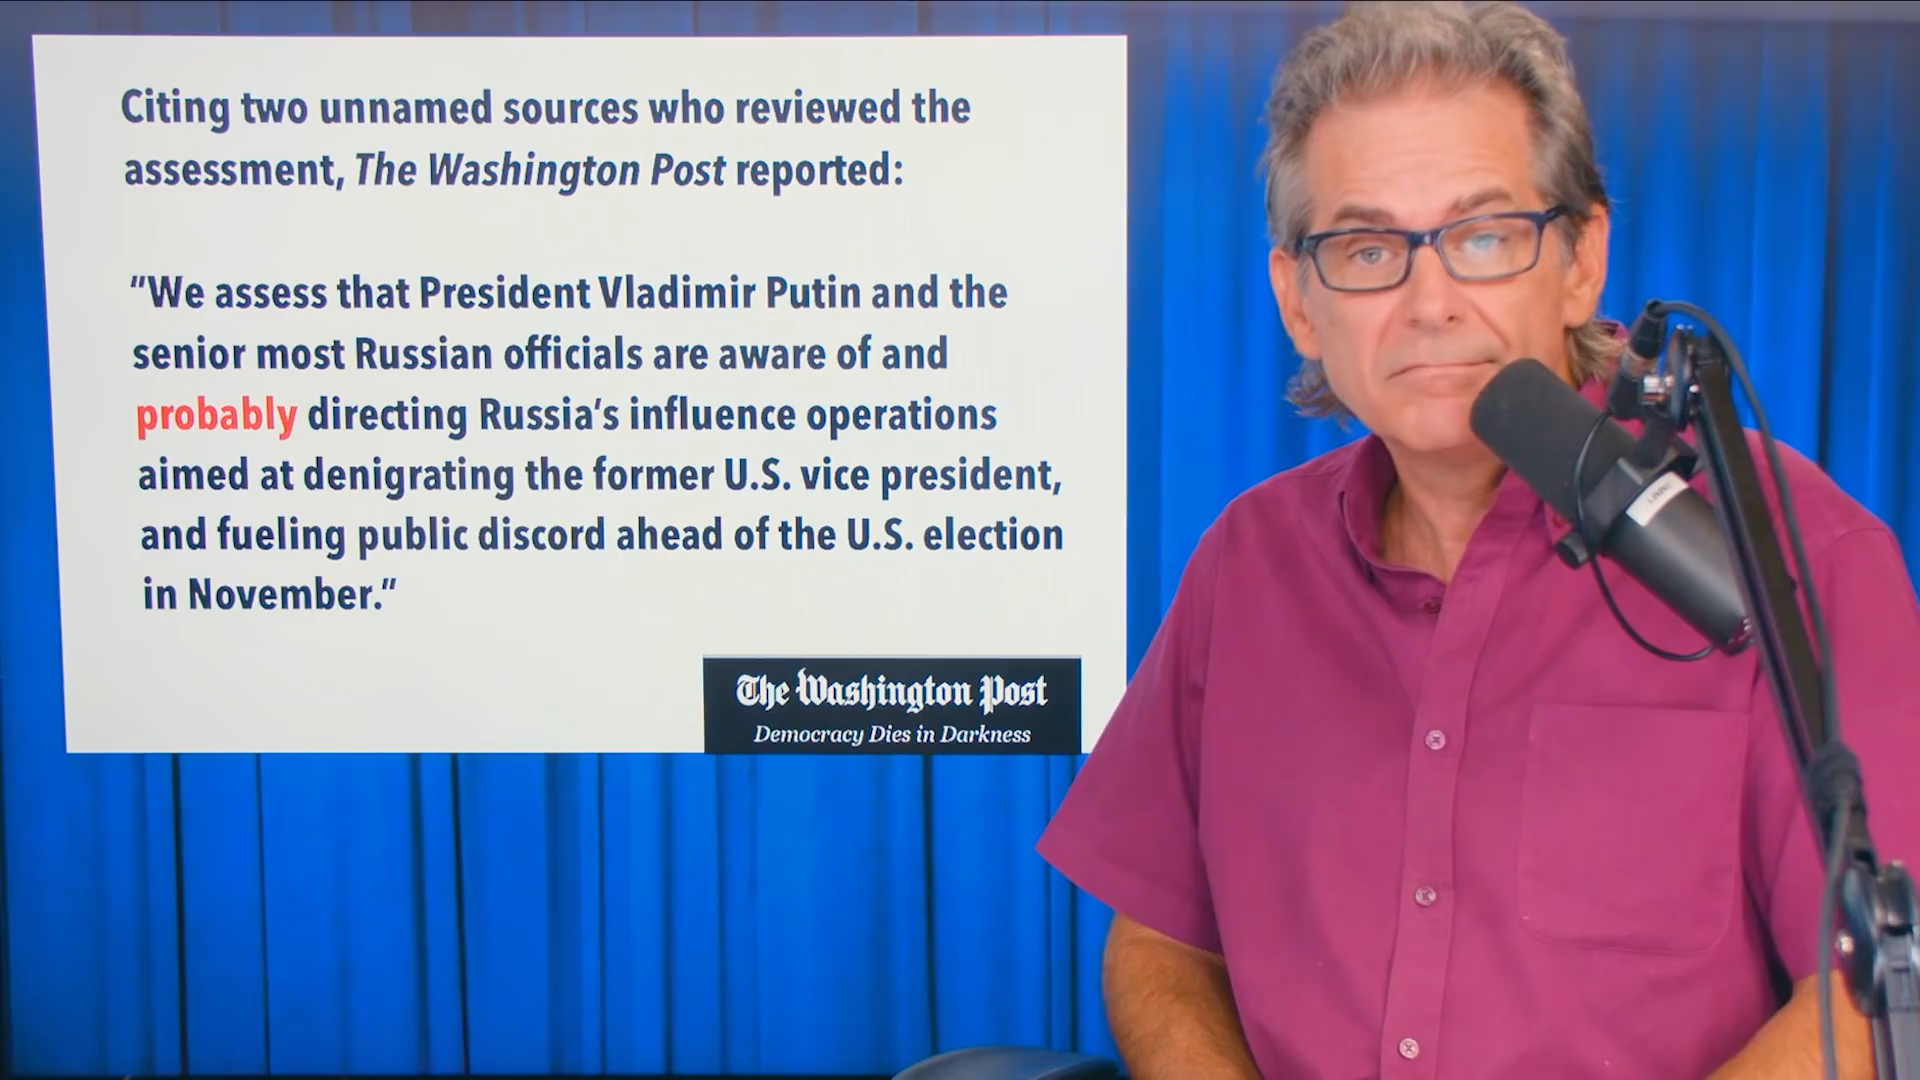 Citing two unnamed sources who reviewed the
assessment, The Washington Post reported:
"We assess that President Vladimir Putin and the
senior most Russian officials are aware of and
probably directing Russia's influence operations
aimed at denigrating the former U.S. vice president,
and fueling public discord ahead of the U.S. election
in November."
The Washington Post
Democracy Dies in Darkness